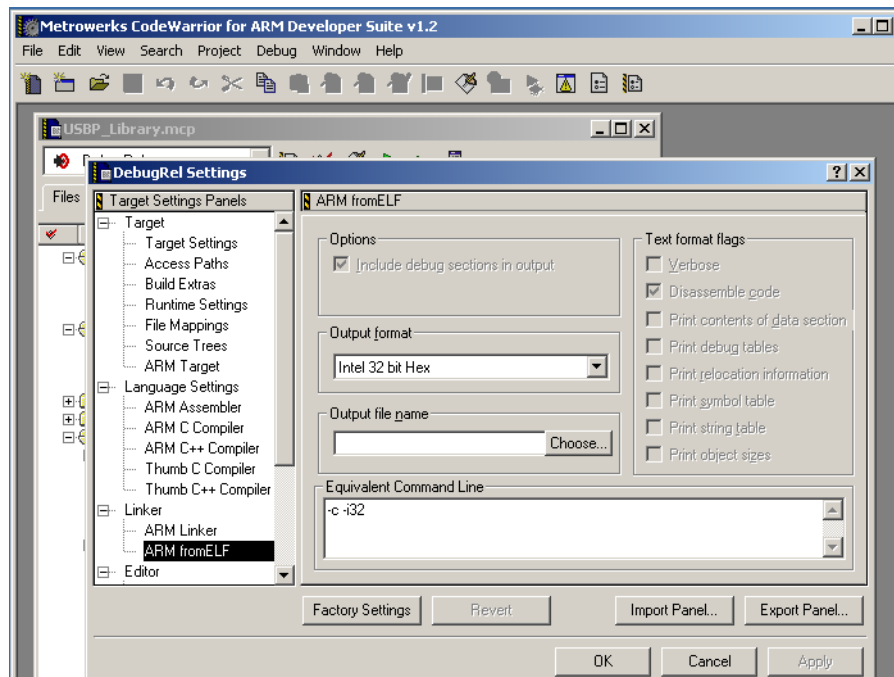 Metrowerks CodeWarrior for ARM Developer Suite v1.2
File Edit View Search Project Debug Window Help
USBP_Library.mcp
DebugRel Settings
Files
Target Settings Panels
Target
Target Settings
Access Paths
Build Extras
Runtime Settings
File Mappings
Source Trees
ARM Target
Language Settings
ARM Assembler
ARM C Compiler
ARM C++ Compiler
Thumb C Compiler
Thumb C++ Compiler
Linker
ARM Linker
ARM fromELF
Editor
ARM fromELF
Options
Include debug sections in output
Output format
Intel 32 bit Hex
Output file name
Choose...
Text format flags
Verbose
Disassemble code
Print contents of data section
Print debug tables
Print relocation information
Print symbol table
Print string table
Print object sizes
Equivalent Command Line
-c -i32
Factory Settings
Revert
Import Panel...
Export Panel...
OK
Cancel
Apply